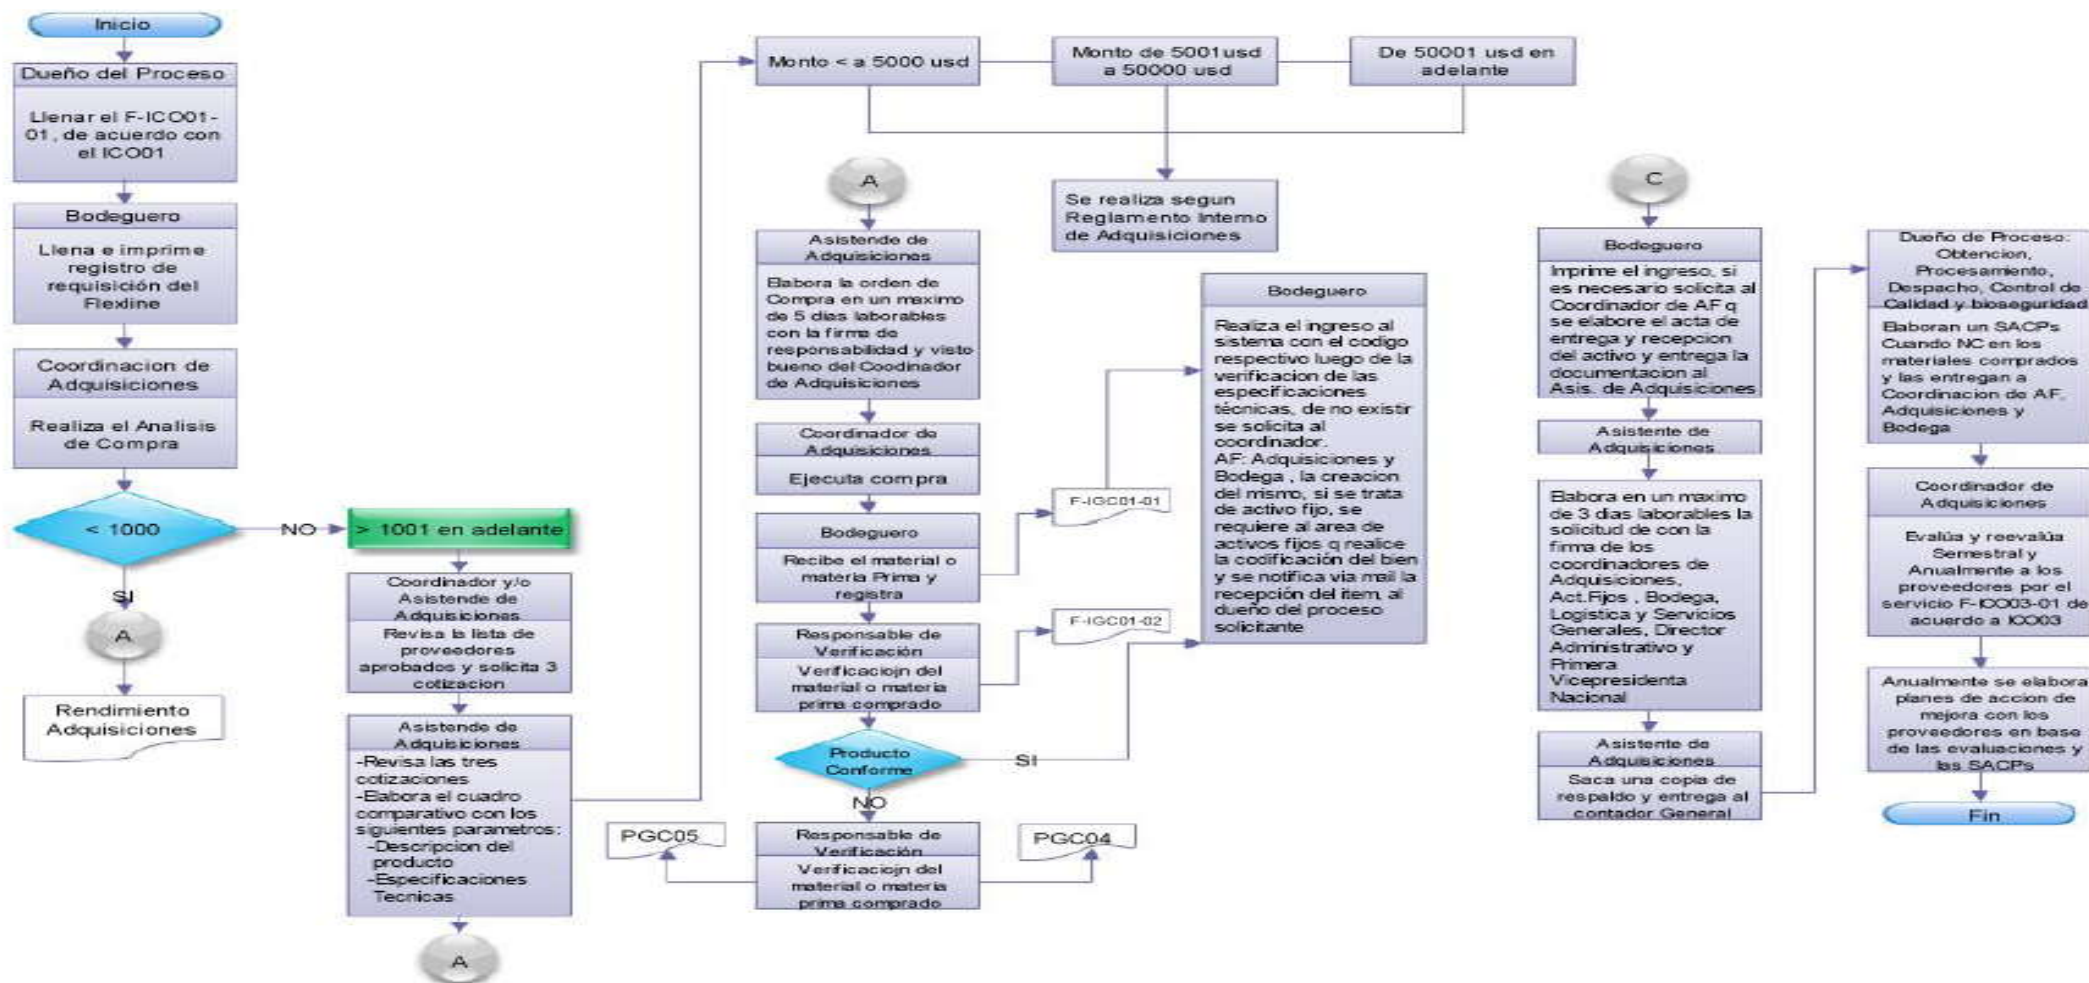 Inicio
Dueño del Proceso
Llenar el F-ICO01-
01, de acuerdo con
el ICO01
Bodeguero
Llena e imprime
registro de
requisición del
Flexline
Coordinacion de
Adquisiciones
Realiza el Analisis
de Compra
< 1000
NO
SI
A
Rendimiento
Adquisiciones
> 1001 en adelante
Coordinador y/o
Asistende de
Adquisiciones
Revisa la lista de
proveedores
aprobados y solicita 3
cotizacion
Asistende de
Adquisiciones
-Revisa las tres
cotizaciones
-Elabora el cuadro
comparativo con los
siguientes parametros:
-Descripcion del
producto
-Especificaciones
Tecnicas
A
Monto < a 5000 usd
Monto de 5001usd
a 50000 usd
De 50001 usd en
adelante
Se realiza segun
Reglamento Interno
de Adquisiciones
A
Asistende de
Adquisiciones
Elabora la orden de
Compra en un maximo
de 5 dias laborables
con la firma de
responsabilidad y visto
bueno del Coodinador
de Adquisiciones
Coordinador de
Adquisiciones
Ejecuta compra
Bodeguero
Recibe el material o
materia Prima y
registra
Responsable de
Verificación
Verificaciojn del
material o materia
prima comprado
Producto
Conforme
SI
NO
Responsable de
Verificación
Verificaciojn del
material o materia
prima comprado
PGC05
PGC04
F-IGC01-01
F-IGC01-02
Bodeguero
Realiza el ingreso al
sistema con el codigo
respectivo luego de la
verificacion de las
especificaciones
técnicas, de no existir
se solicita al
coordinador.
AF: Adquisiciones y
Bodega , la creacion
del mismo, si se trata
de activo fijo, se
requiere al area de
activos fijos q realice
la codificación del bien
y se notifica via mail la
recepción del item, al
dueño del proceso
solicitante
C
Bodeguero
Imprime el ingreso, si
es necesario solicita al
Coordinador de AF q
se elabore el acta de
entrega y recepcion
del activo y entrega la
documentacion al
Asis. de Adquisiciones
Asistente de
Adquisiciones
Elabora en un maximo
de 3 dias laborables la
solicitud de con la
firma de los
coordinadores de
Adquisiciones,
Act.Fijos , Bodega,
Logistica y Servicios
Generales, Director
Administrativo y
Primera
Vicepresidenta
Nacional
Asistente de
Adquisiciones
Saca una copia de
respaldo y entrega al
contador General
Dueño de Proceso:
Obtencion,
Procesamiento,
Despacho, Control de
Calidad y bioseguridad
Elaboran un SACPs
Cuando NC en los
materiales comprados
y las entregan a
Coordinacion de AF,
Adquisiciones y
Bodega
Coordinador de
Adquisiciones
Evalúa y reevalúa
Semestral y
Anualmente a los
proveedores por el
servicio F-ICO03-01 de
acuerdo a ICO03
Anualmente se elabora
planes de accion de
mejora con los
proveedores en base
de las evaluaciones y
las SACPs
Fin